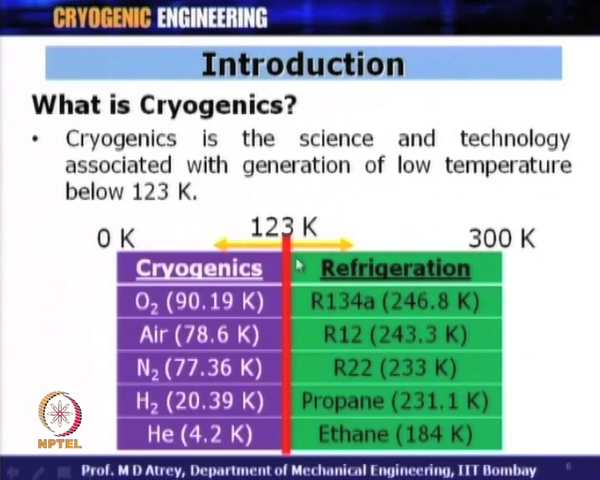 CRYOGENIC ENGINEERING
Introduction
What is Cryogenics?
• Cryogenics is the science and technology
associated with generation of low temperature
below 123 K.
0 K 123 K 300 K
Cryogenics Refrigeration
O₂ (90.19 K) R134a (246.8 K)
Air (78.6 K) R12 (243.3 K)
N₂ (77.36 K) R22 (233 K)
H₂ (20.39 K) Propane (231.1 K)
He (4.2 K) Ethane (184 K)
NPTEL
Prof. M D Atrey, Department of Mechanical Engineering, IIT Bombay 6